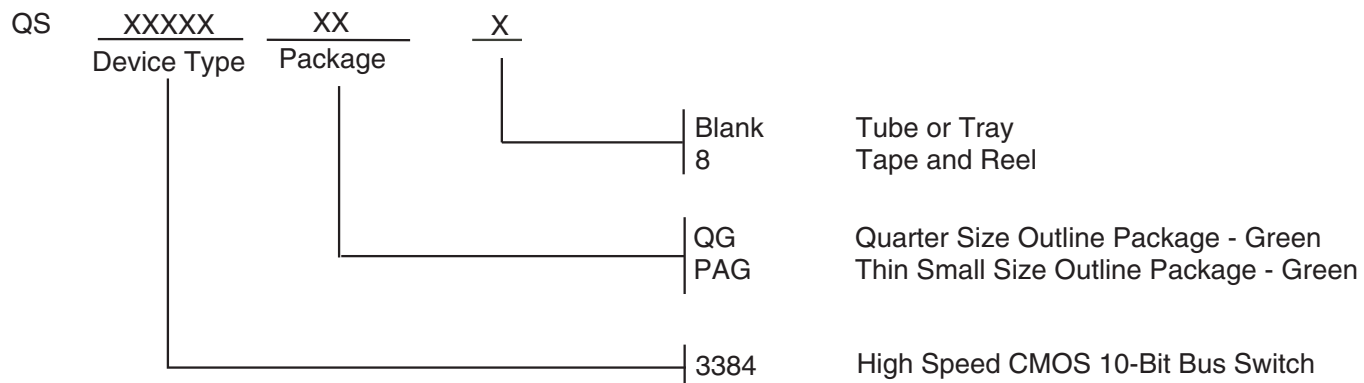 QS XXXXX XX X
Device Type Package
Blank Tube or Tray
8 Tape and Reel
QG Quarter Size Outline Package - Green
PAG Thin Small Size Outline Package - Green
3384 High Speed CMOS 10-Bit Bus Switch